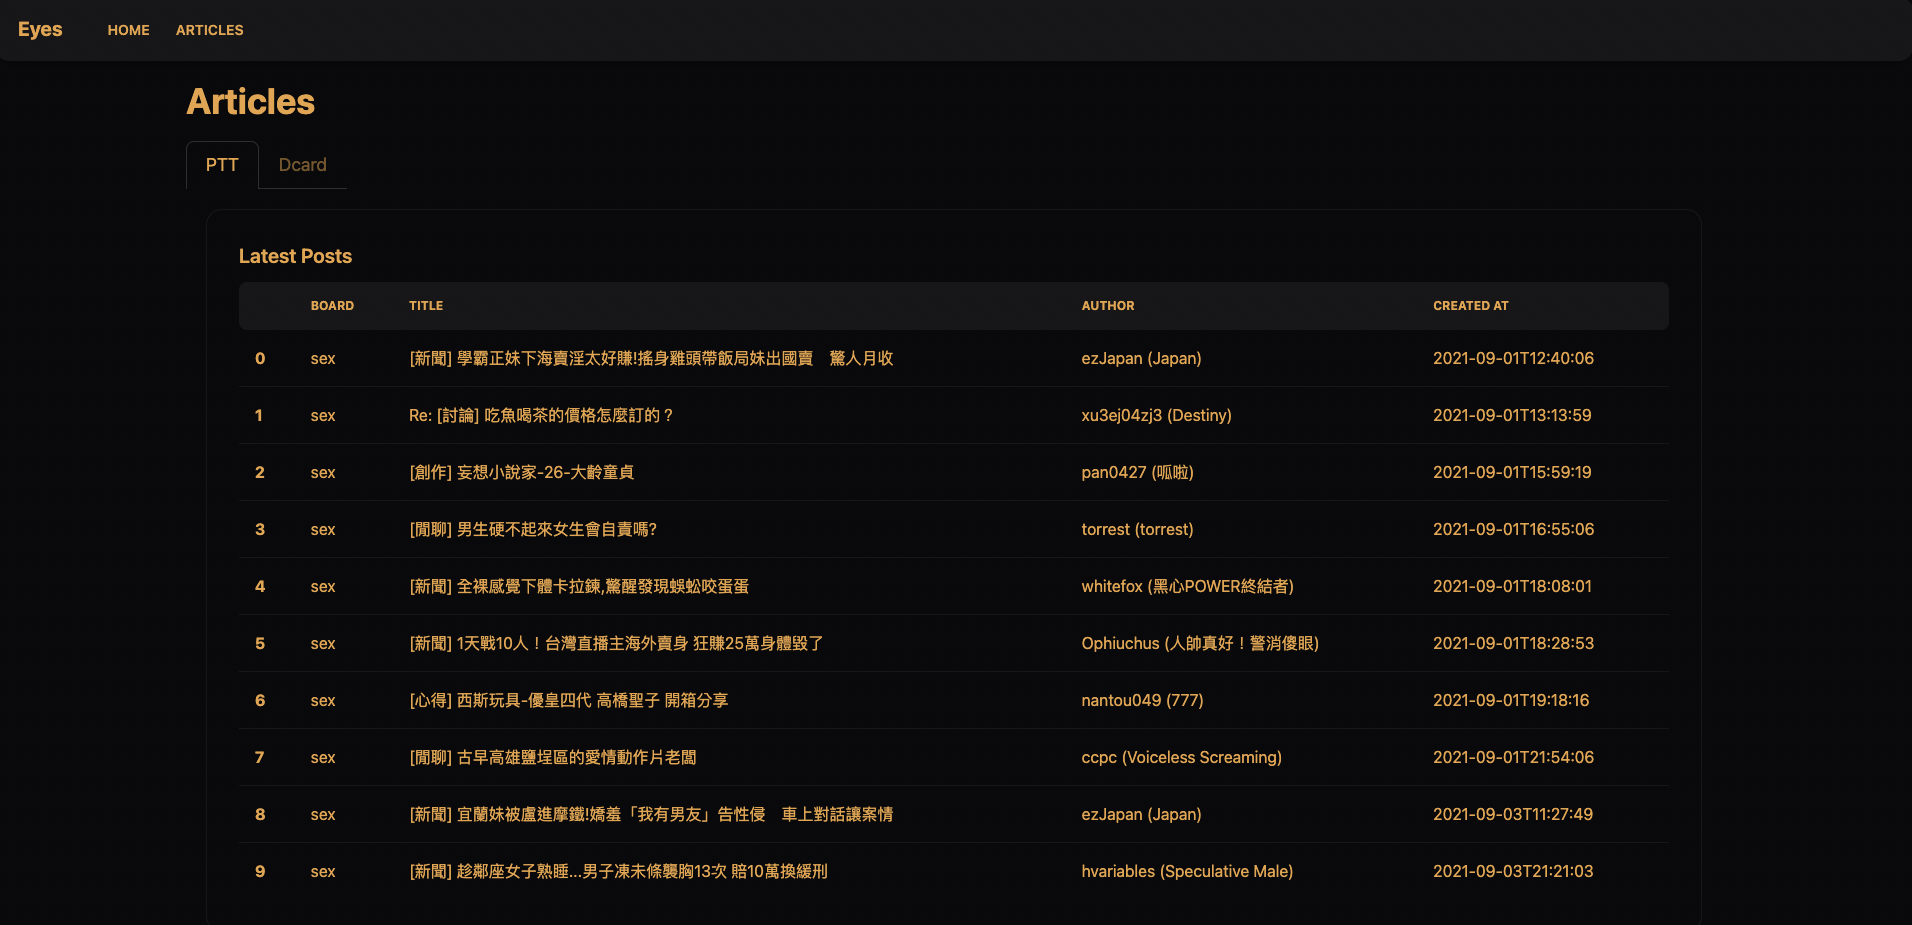 Eyes HOME ARTICLES
Articles
PTT Dcard
Latest Posts
BOARD TITLE AUTHOR CREATED AT
0 sex [新聞] 學霸正妹下海賣淫太好賺!搖身雞頭帶飯局妹出國賣　驚人月收 ezJapan (Japan) 2021-09-01T12:40:06
1 sex Re: [討論] 吃魚喝茶的價格怎麼訂的？ xu3ej04zj3 (Destiny) 2021-09-01T13:13:59
2 sex [創作] 妄想小說家-26-大齡童貞 pan0427 (呱啦) 2021-09-01T15:59:19
3 sex [閒聊] 男生硬不起來女生會自責嗎? torrest (torrest) 2021-09-01T16:55:06
4 sex [新聞] 全裸感覺下體卡拉鍊,驚醒發現蜈蚣咬蛋蛋 whitefox (黑心POWER終結者) 2021-09-01T18:08:01
5 sex [新聞] 1天戰10人！台灣直播主海外賣身 狂賺25萬身體毀了 Ophiuchus (人帥真好！警消傻眼) 2021-09-01T18:28:53
6 sex [心得] 西斯玩具-優皇四代 高橋聖子 開箱分享 nantou049 (777) 2021-09-01T19:18:16
7 sex [閒聊] 古早高雄鹽埕區的愛情動作片老闆 ccpc (Voiceless Screaming) 2021-09-01T21:54:06
8 sex [新聞] 宜蘭妹被盧進摩鐵!嬌羞「我有男友」告性侵　車上對話讓案情 ezJapan (Japan) 2021-09-03T11:27:49
9 sex [新聞] 趁鄰座女子熟睡...男子凍未條襲胸13次 賠10萬換緩刑 hvariables (Speculative Male) 2021-09-03T21:21:03